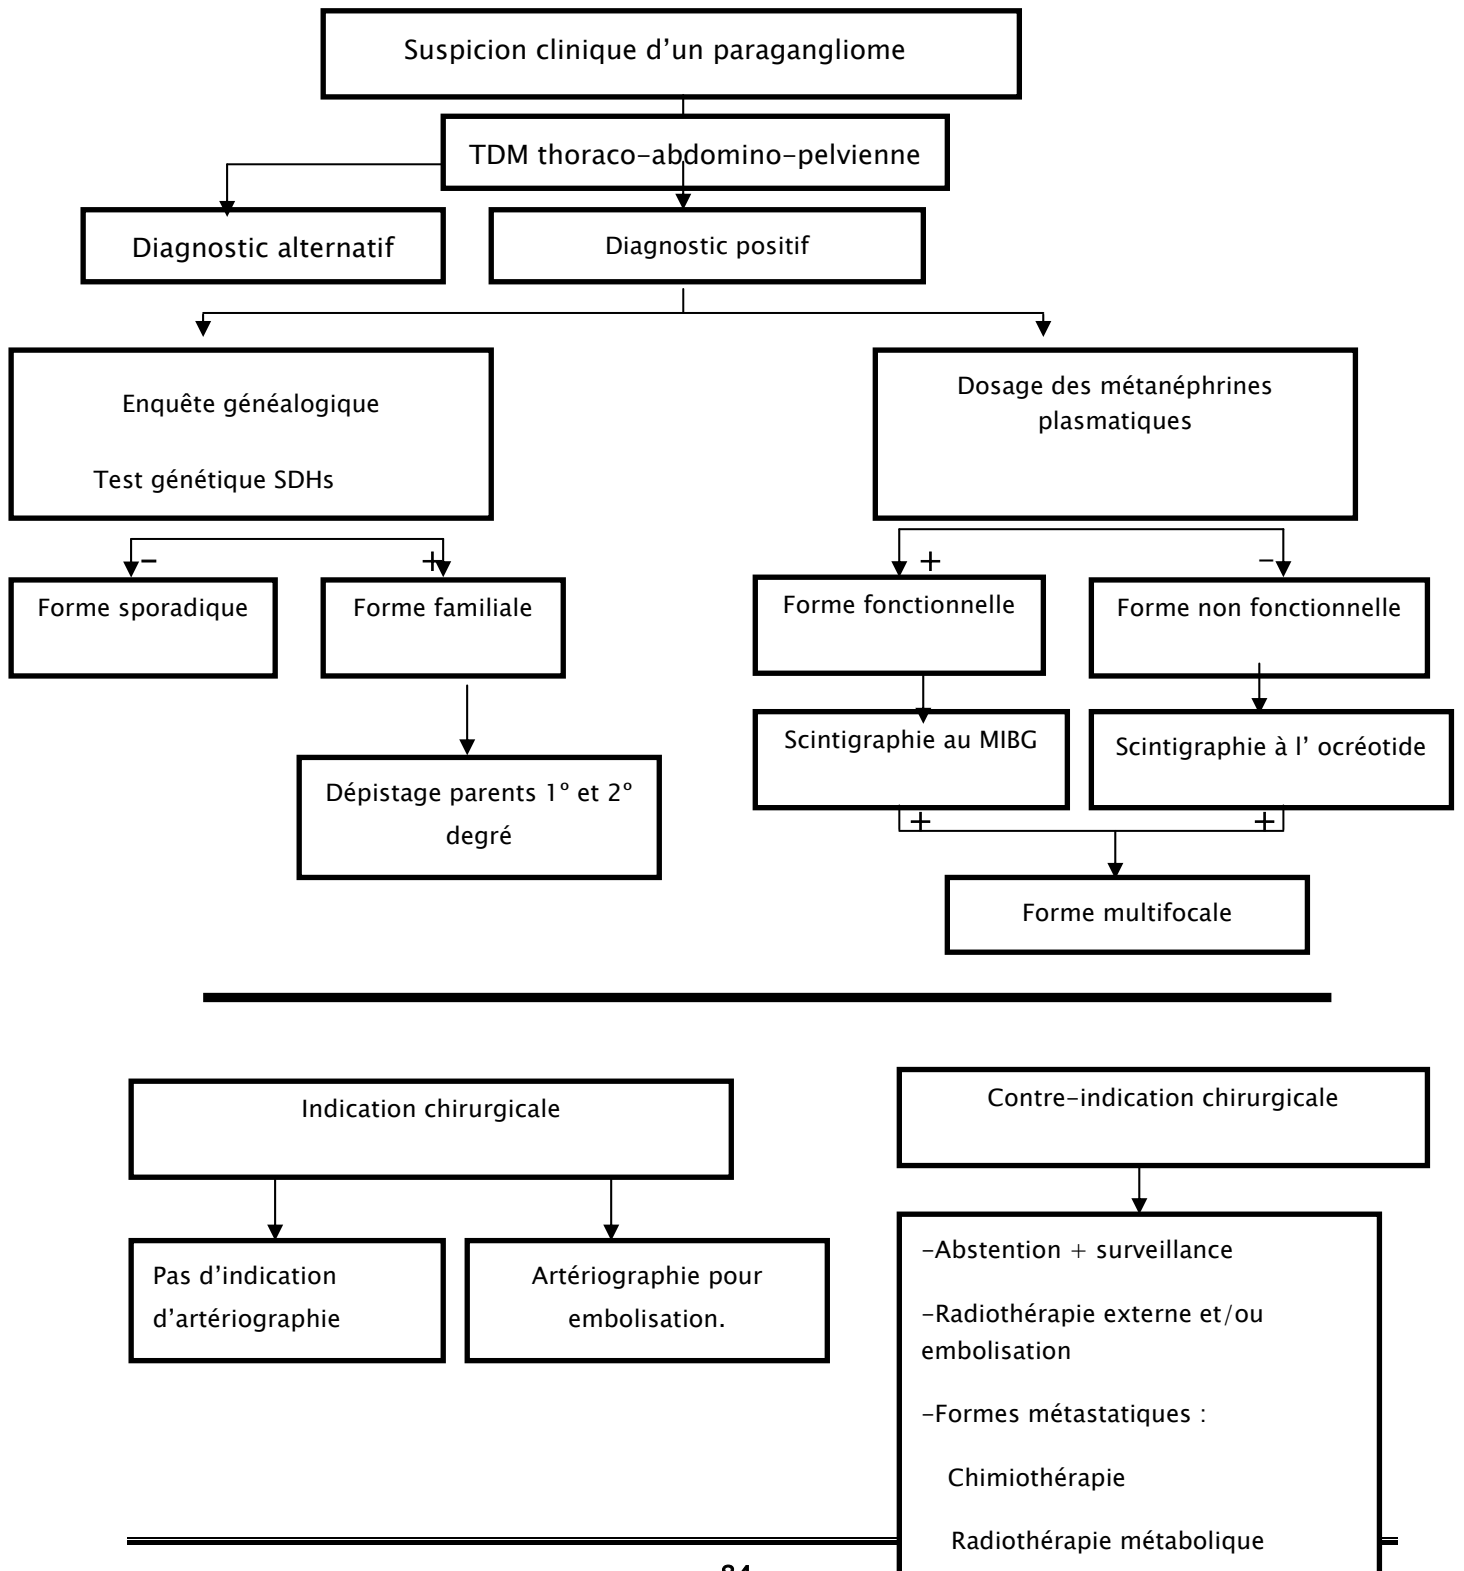 Suspicion clinique d’un paragangliome
TDM thoraco-abdomino-pelvienne
Diagnostic alternatif
Diagnostic positif
Enquête généalogique
Test génétique SDHs
Dosage des métanéphrines
plasmatiques
-
+
+
-
Forme sporadique
Forme familiale
Forme fonctionnelle
Forme non fonctionnelle
Scintigraphie au MIBG
Scintigraphie à l’ ocréotide
Dépistage parents 1° et 2°
degré
+
+
Forme multifocale
Indication chirurgicale
Contre-indication chirurgicale
Pas d’indication
d’artériographie
Artériographie pour
embolisation.
-Abstention + surveillance
-Radiothérapie externe et/ou
embolisation
-Formes métastatiques :
Chimiothérapie
Radiothérapie métabolique